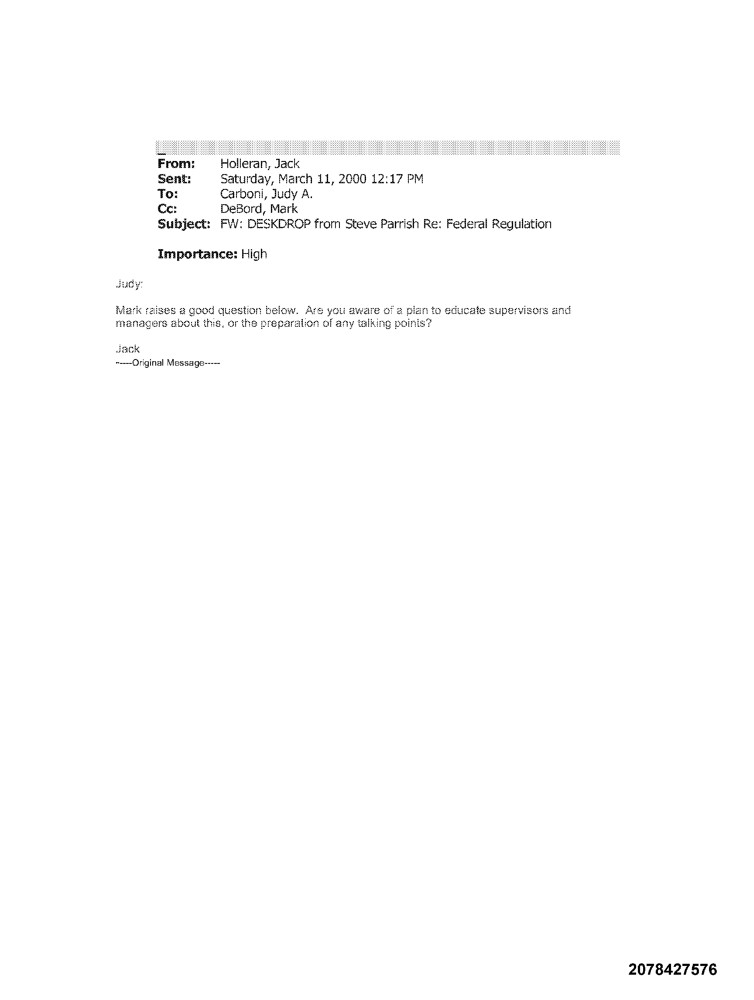 From: Holleran, Jack
Sent: Saturday, March 11, 2000 12:17 PM
To: Carboni, Judy A.
Cc: DeBord, Mark
Subject: FW: DESKDROP from Steve Parrish Re: Federal Regulation
Importance: High
Judy:
Mark raises a good question below. Are you aware of a plan to educate supervisors and
managers about this, or the preparation of any talking points?
Jack
-----Original Message-----
2078427576